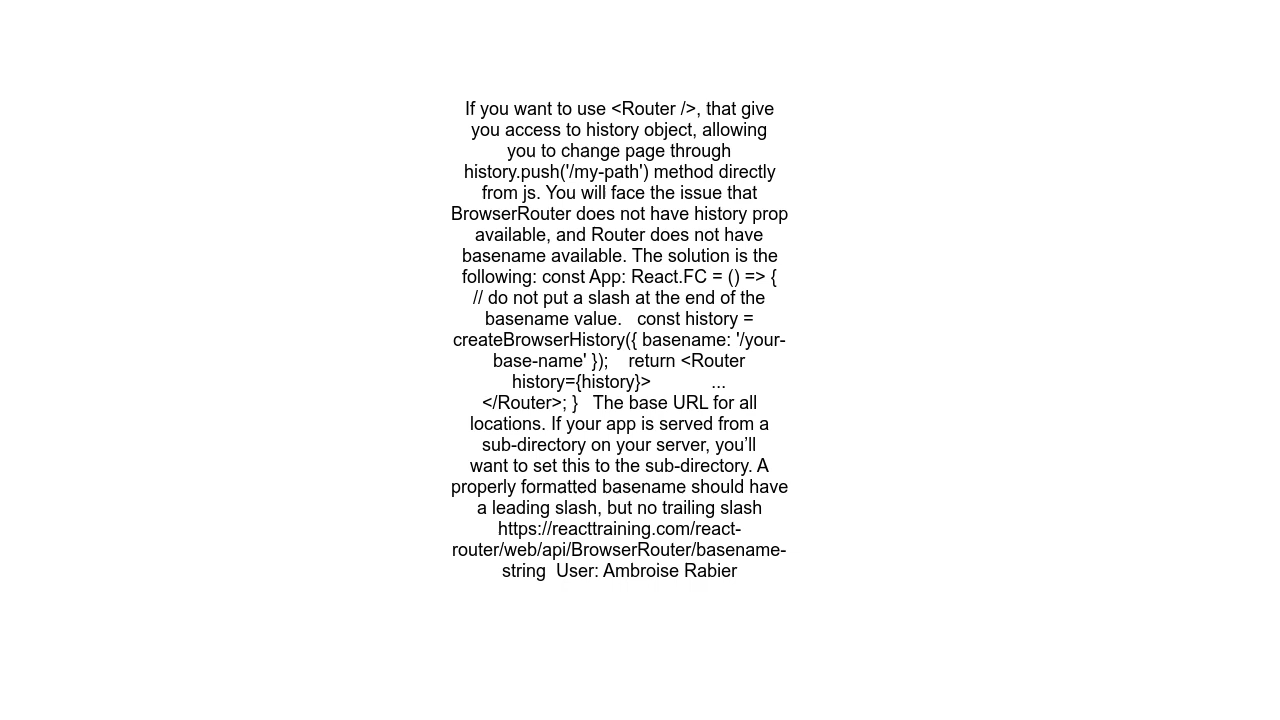 If you want to use <Router />, that give
you access to history object, allowing
you to change page through
history.push('/my-path') method directly
from js. You will face the issue that
BrowserRouter does not have history prop
available, and Router does not have
basename available. The solution is the
following: const App: React.FC = () => {
// do not put a slash at the end of the
basename value.   const history =
createBrowserHistory({ basename: '/your-
base-name' });    return <Router
history={history}>            ...
</Router>; }   The base URL for all
locations. If your app is served from a
sub-directory on your server, you’ll
want to set this to the sub-directory. A
properly formatted basename should have
a leading slash, but no trailing slash
https://reacttraining.com/react-
router/web/api/BrowserRouter/basename-
string  User: Ambroise Rabier